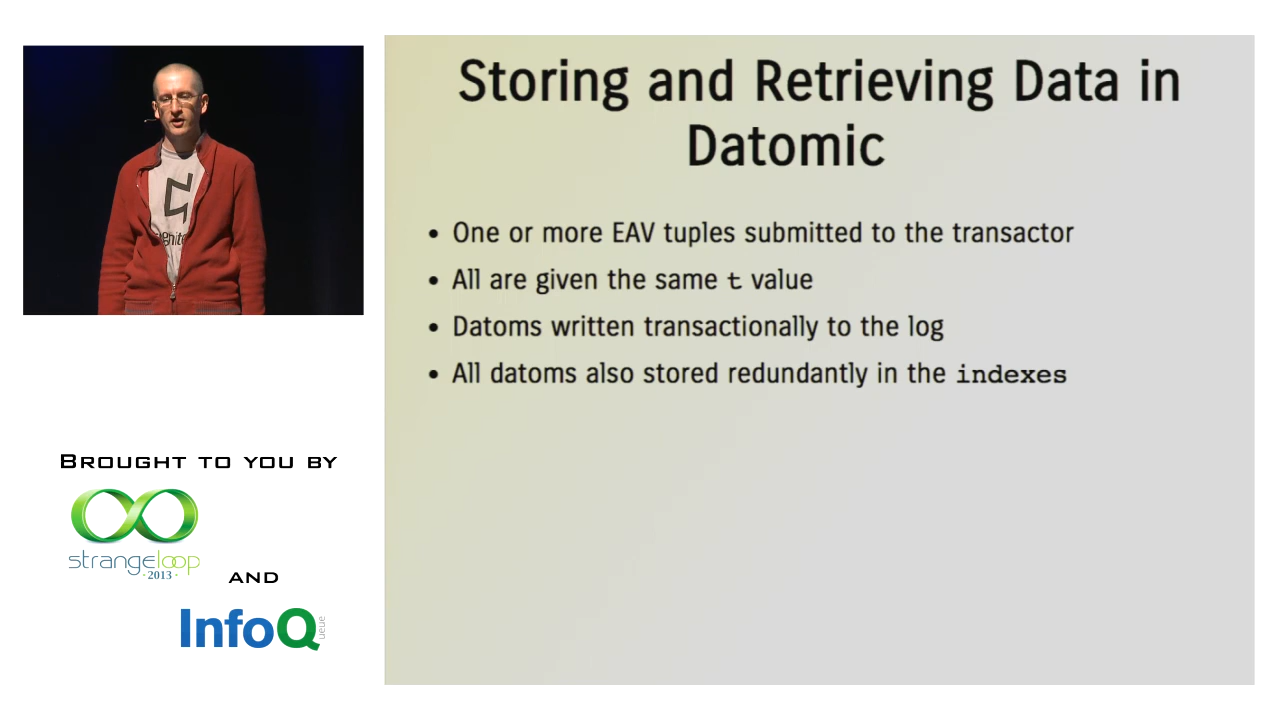 Storing and Retrieving Data in
Datomic
• One or more EAV tuples submitted to the transactor
• All are given the same t value
• Datoms written transactionally to the log
• All datoms also stored redundantly in the indexes
BROUGHT TO YOU BY
strangeloop
·2013·
AND
InfoQ
ueue